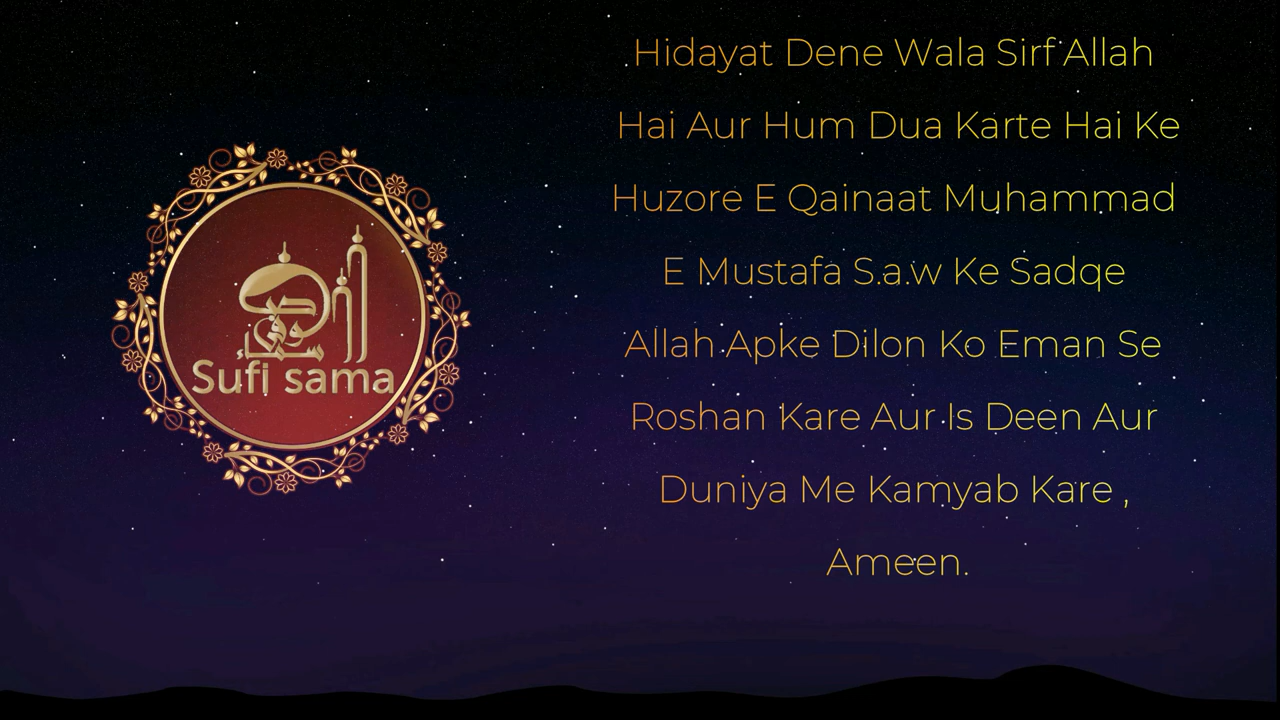 Hidayat Dene Wala Sirf Allah
Hai Aur Hum Dua Karte Hai Ke
Huzore E Qainaat Muhammad
E Mustafa S.a.w Ke Sadqe
Allah Apke Dilon Ko Eman Se
Roshan Kare Aur Is Deen Aur
Duniya Me Kamyab Kare ,
Ameen.
Sufi sama